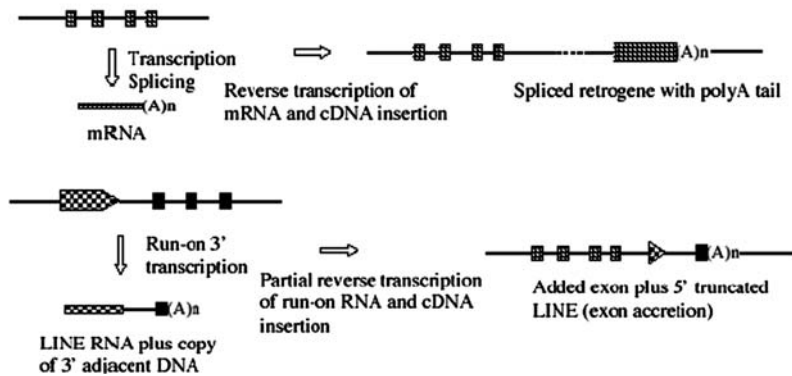 Transcription
Splicing
(A)n
mRNA
Reverse transcription of
mRNA and cDNA insertion
(A)n
Spliced retrogene with polyA tail
Run-on 3'
transcription
(A)n
LINE RNA plus copy
of 3' adjacent DNA
Partial reverse transcription
of run-on RNA and cDNA
insertion
(A)n
Added exon plus 5' truncated
LINE (exon accretion)